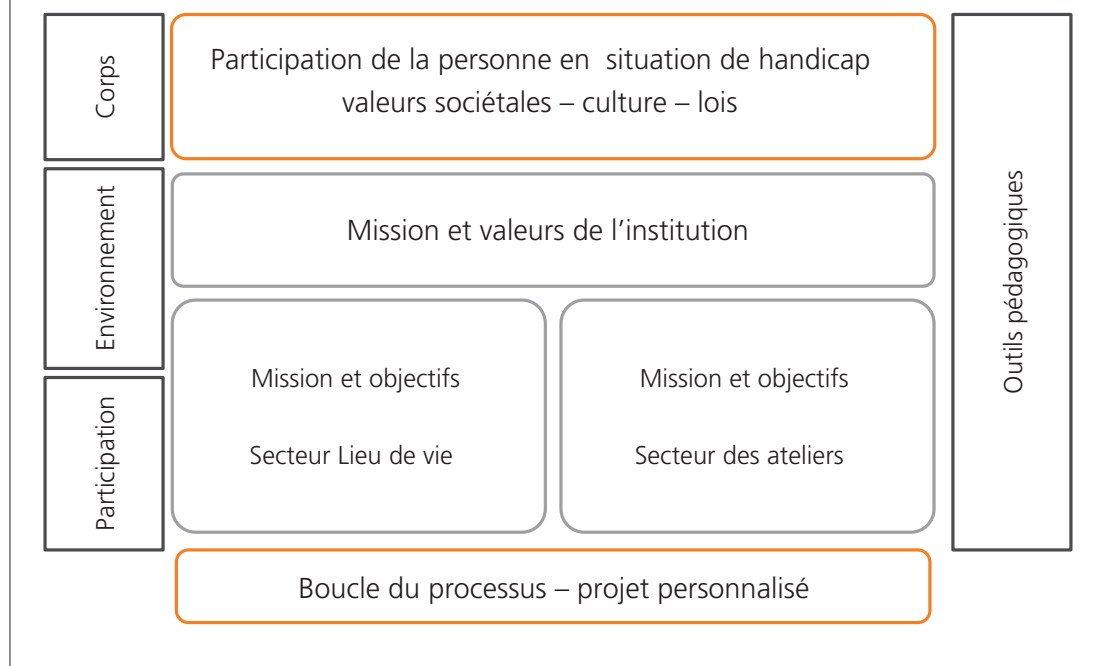 Corps
Participation de la personne en situation de handicap
valeurs sociétales – culture – lois
Environnement
Mission et valeurs de l’institution
Participation
Mission et objectifs
Secteur Lieu de vie
Mission et objectifs
Secteur des ateliers
Outils pédagogiques
Boucle du processus – projet personnalisé